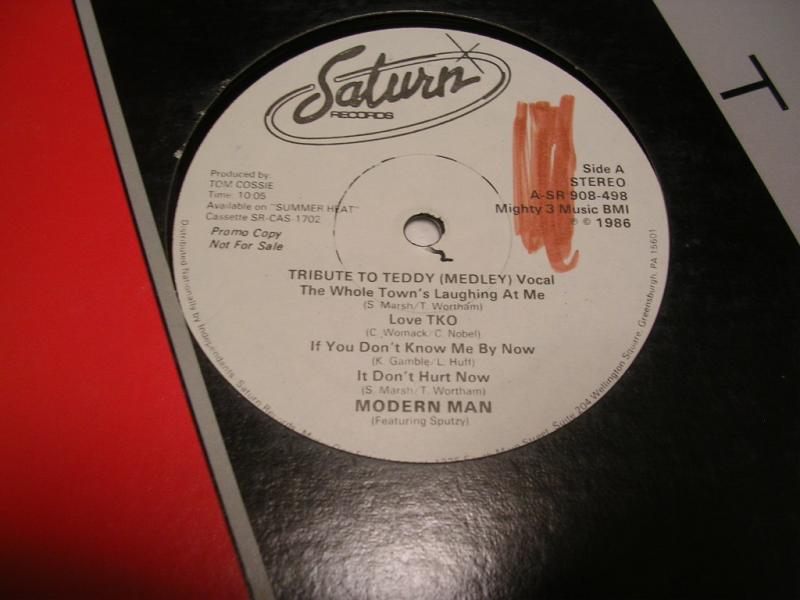 Saturn
RECORDS
Produced by:
TOM COSSIE
Time: 10:05
Available on "SUMMER HEAT"
Cassette SR-CAS-1702
Promo Copy
Not For Sale
Side A
STEREO
A-SR 908-498
Mighty 3 Music BMI
℗ © 1986
TRIBUTE TO TEDDY (MEDLEY) Vocal
The Whole Town's Laughing At Me
(S. Marsh/T. Wortham)
Love TKO
(C. Womack/C. Nobel)
If You Don't Know Me By Now
(K. Gamble/L. Huff)
It Don't Hurt Now
(S. Marsh/T. Wortham)
MODERN MAN
(Featuring Sputzy)
Distributed Nationally by Independents. Saturn Records, Street, Suite 204 Wellington Square, Greensburg, PA 15601
T